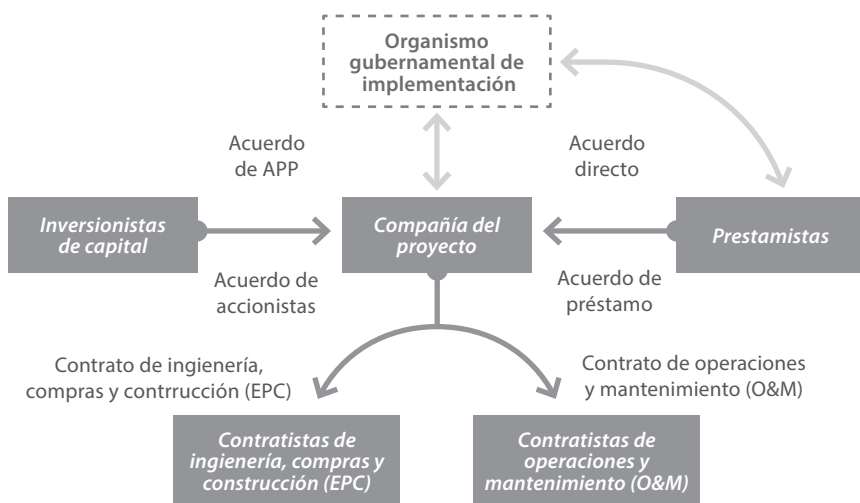 Organismo
gubernamental de
implementación
Acuerdo
de APP
Acuerdo
directo
Inversionistas
de capital
Compañía del
proyecto
Prestamistas
Acuerdo de
accionistas
Acuerdo de
préstamo
Contrato de ingienería,
compras y contrrucción (EPC)
Contrato de operaciones
y mantenimiento (O&M)
Contratistas de
ingienería, compras y
construcción (EPC)
Contratistas de
operaciones y
mantenimiento (O&M)